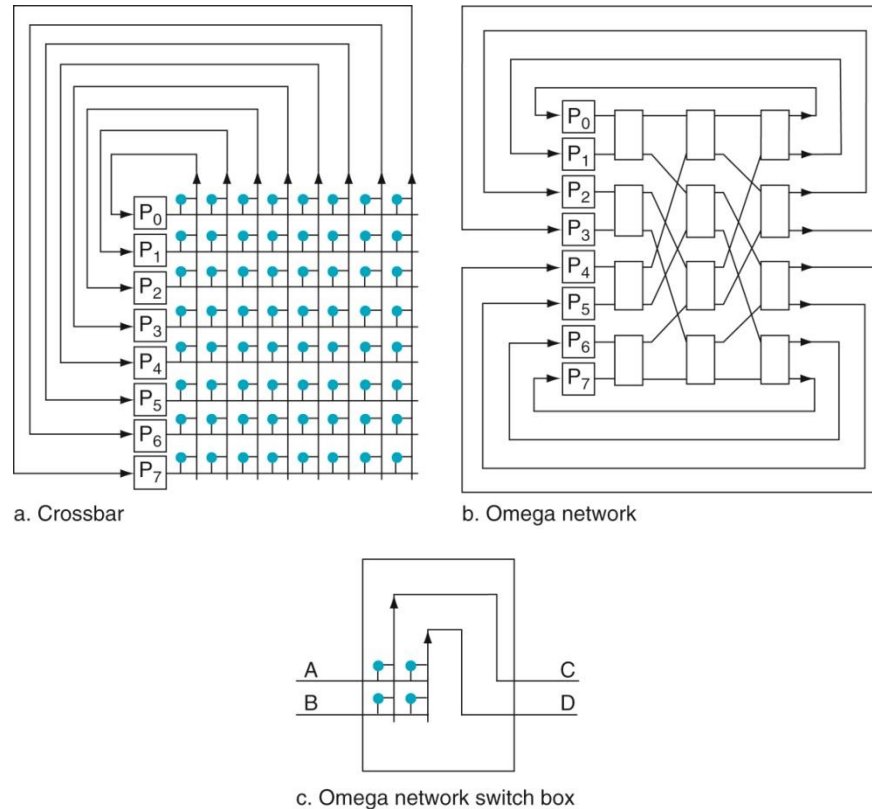 P0
P1
P2
P3
P4
P5
P6
P7
a. Crossbar
P0
P1
P2
P3
P4
P5
P6
P7
b. Omega network
A
B
C
D
c. Omega network switch box